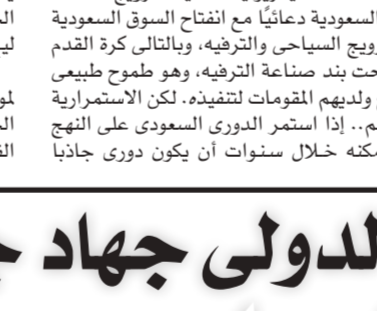 السعودية دعائيًا مع انفتاح السوق السعودية
رويج السياحى والترفيه، وبالتالى كرة القدم
حت بند صناعة الترفيه، وهو طموح طبيعى
ولديهم المقومات لتنفيذه. لكن الاستمرارية
م.. إذا استمر الدورى السعودى على النهج
مكنه خلال سنوات أن يكون دورى جاذبا
لدولى جهاد